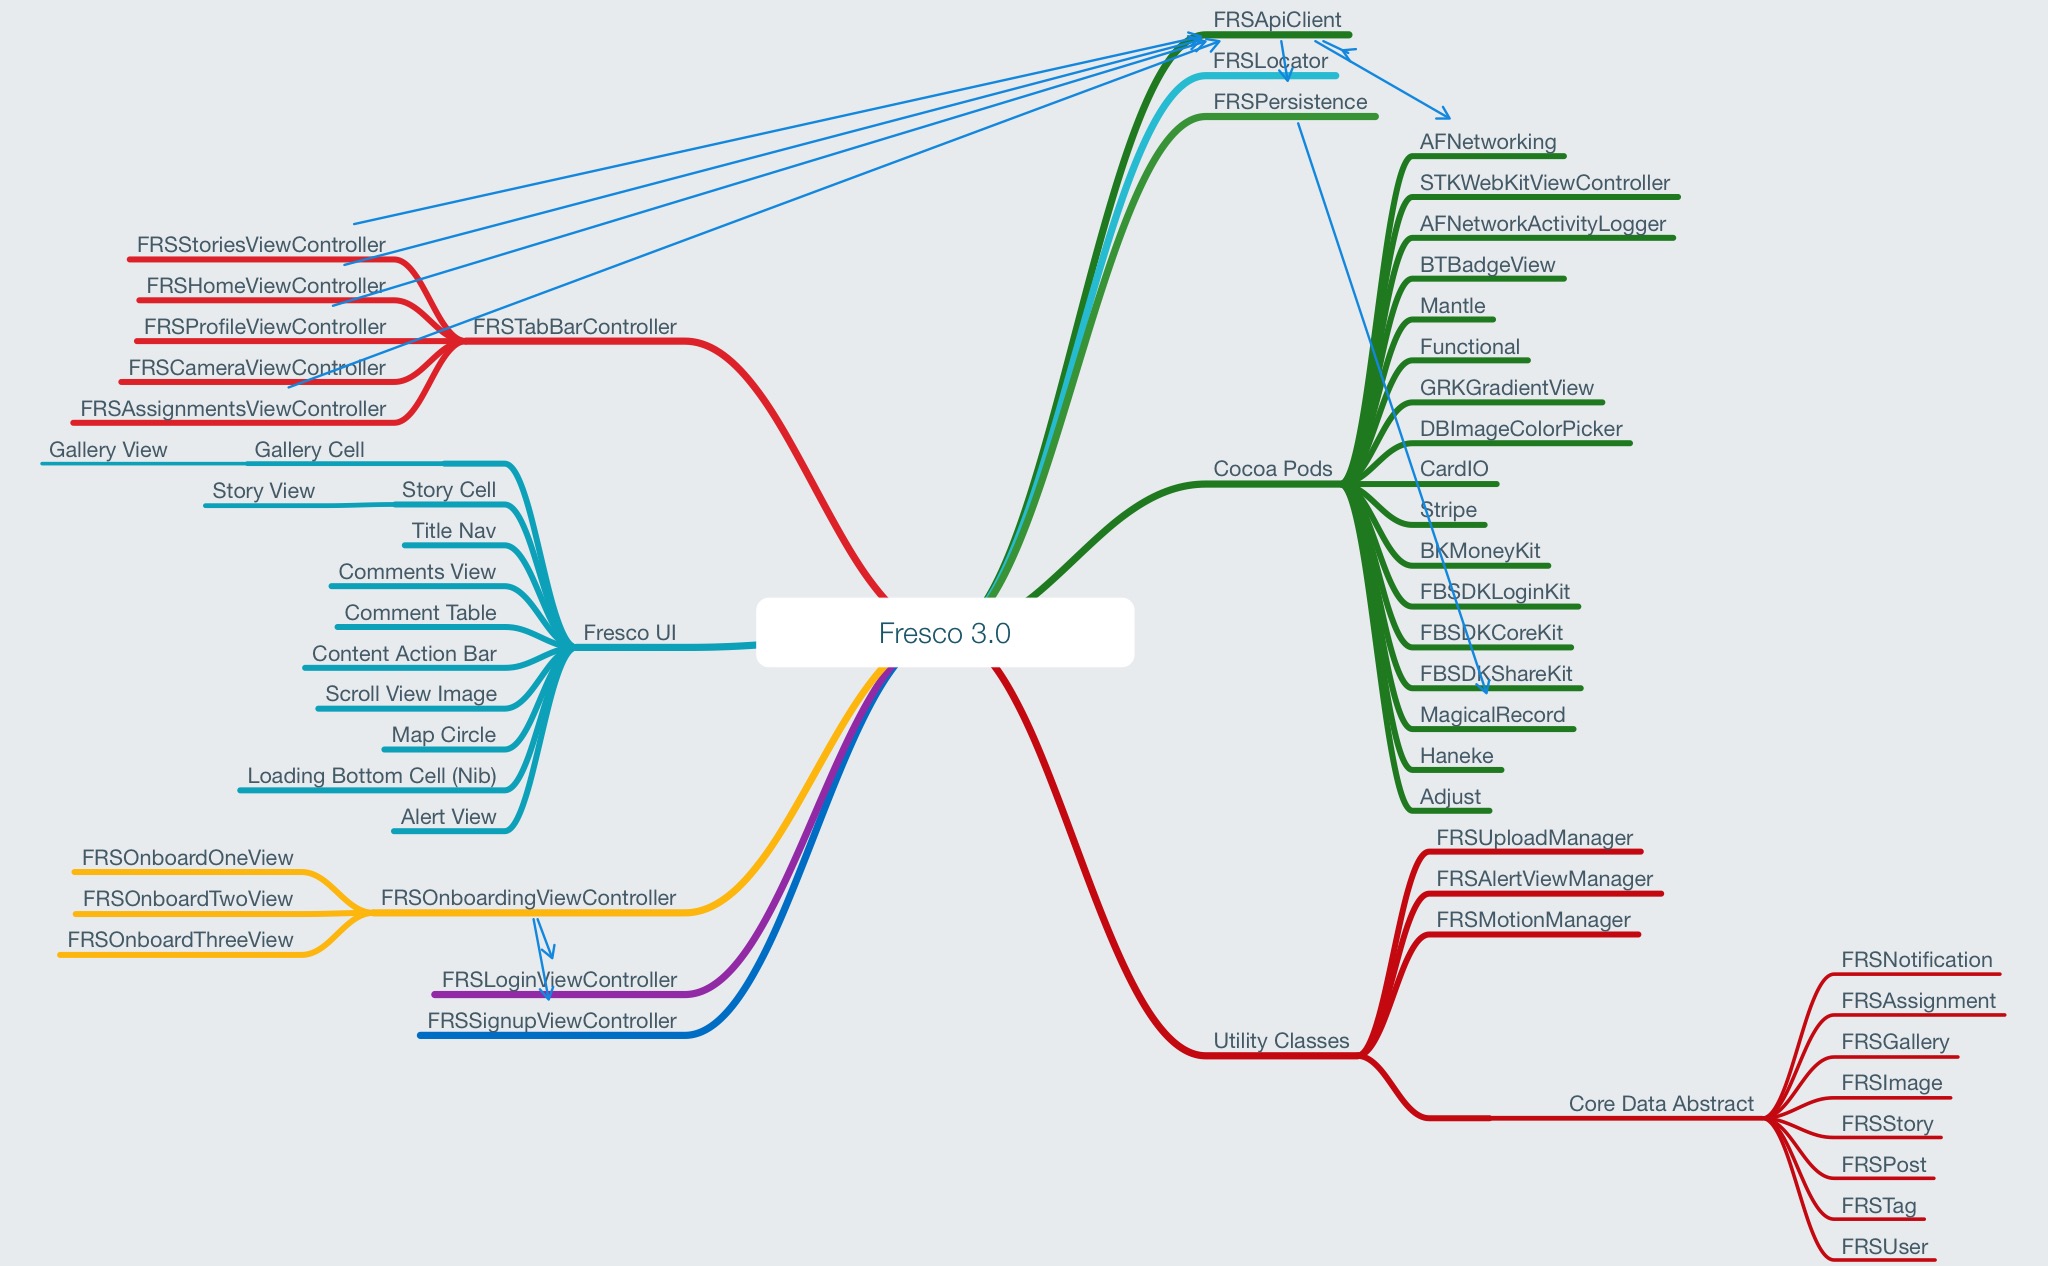 FRSApiClient
FRSLocator
FRSPersistence
AFNetworking
STKWebKitViewController
AFNetworkActivityLogger
BTBadgeView
Mantle
Functional
GRKGradientView
DBImageColorPicker
Cocoa Pods
CardIO
Stripe
BKMoneyKit
FBSDKLoginKit
FBSDKCoreKit
FBSDKShareKit
MagicalRecord
Haneke
Adjust
FRSStoriesViewController
FRSHomeViewController
FRSProfileViewController
FRSTabBarController
FRSCameraViewController
FRSAssignmentsViewController
Gallery View
Gallery Cell
Story View
Story Cell
Title Nav
Comments View
Comment Table
Fresco UI
Content Action Bar
Scroll View Image
Map Circle
Loading Bottom Cell (Nib)
Alert View
Fresco 3.0
FRSOnboardOneView
FRSOnboardTwoView
FRSOnboardThreeView
FRSOnboardingViewController
FRSLoginViewController
FRSSignupViewController
FRSUploadManager
FRSAlertViewManager
FRSMotionManager
Utility Classes
Core Data Abstract
FRSNotification
FRSAssignment
FRSGallery
FRSImage
FRSStory
FRSPost
FRSTag
FRSUser